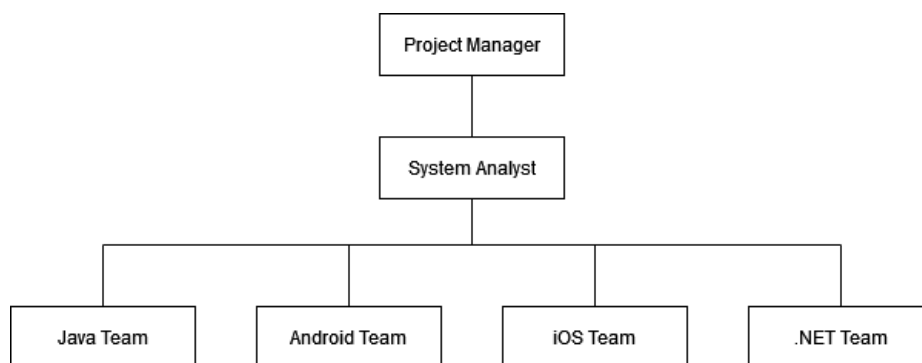 Project Manager
System Analyst
Java Team
Android Team
iOS Team
.NET Team